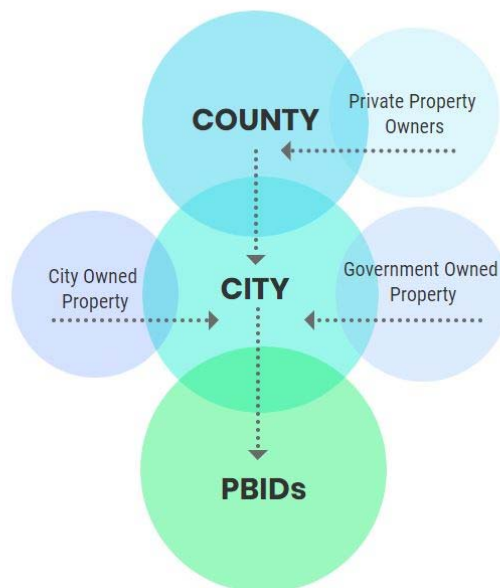 Private Property
Owners
COUNTY
City Owned
Property
CITY
Government Owned
Property
PBIDs